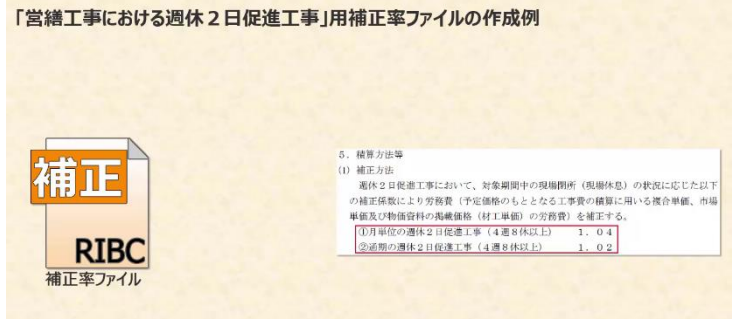 「営繕工事における週休２日促進工事」用補正率ファイルの作成例
補正
RIBC
補正率ファイル
5．積算方法等
(1) 補正方法
週休２日促進工事において、対象期間中の現場閉所（現場休息）の状況に応じた以下
の補正係数により労務費（予定価格のもととなる工事費の積算に用いる複合単価、市場
単価及び物価資料の掲載価格（材工単価）の労務費）を補正する。
①月単位の週休２日促進工事（４週８休以上） １．０４
②通期の週休２日促進工事（４週８休以上） １．０２